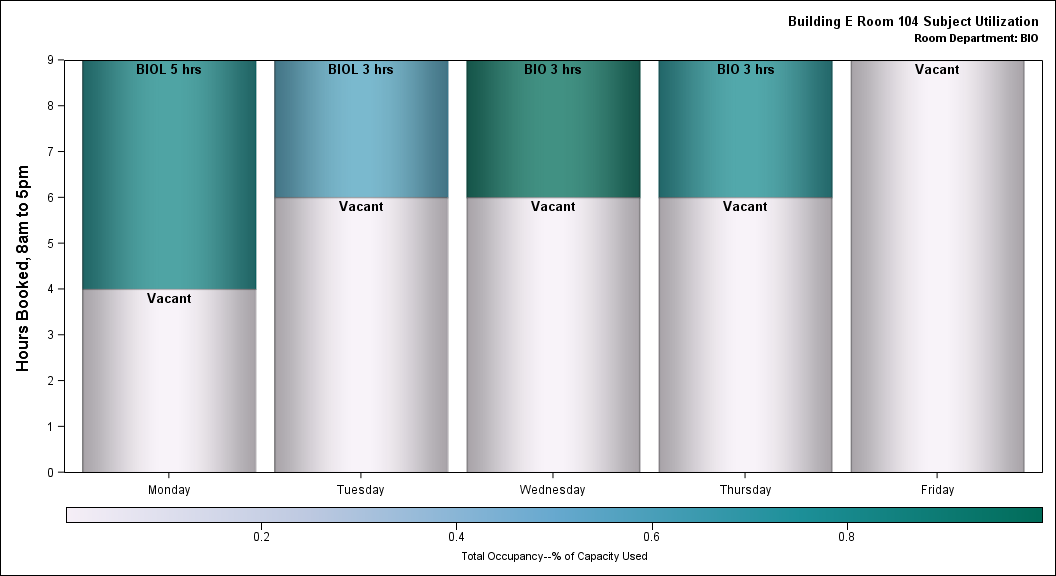 Building E Room 104 Subject Utilization
Room Department: BIO
Hours Booked, 8am to 5pm
9
8
7
6
5
4
3
2
1
0
BIOL 5 hrs
Vacant
BIOL 3 hrs
Vacant
BIO 3 hrs
Vacant
BIO 3 hrs
Vacant
Vacant
Monday Tuesday Wednesday Thursday Friday
0.2 0.4 0.6 0.8
Total Occupancy--% of Capacity Used